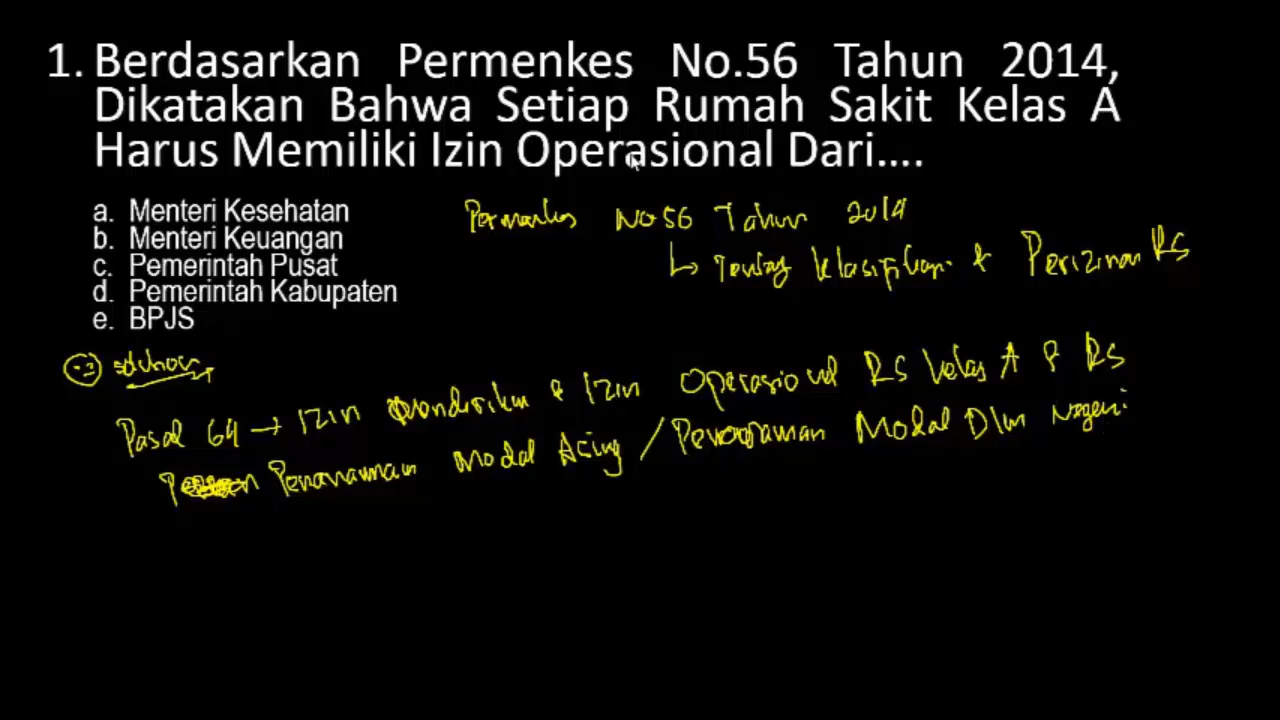 1. Berdasarkan Permenkes No.56 Tahun 2014,
Dikatakan Bahwa Setiap Rumah Sakit Kelas A
Harus Memiliki Izin Operasional Dari....
a. Menteri Kesehatan
b. Menteri Keuangan
c. Pemerintah Pusat
d. Pemerintah Kabupaten
e. BPJS
Permenkes No 56 Tahun 2014
↳ Tentang klasifikasi & Perizinan RS
Pasal 64 → Izin & Izin Operasional RS kelas A & RS
Penanaman Modal Asing / Penanaman Modal Dlm Negeri